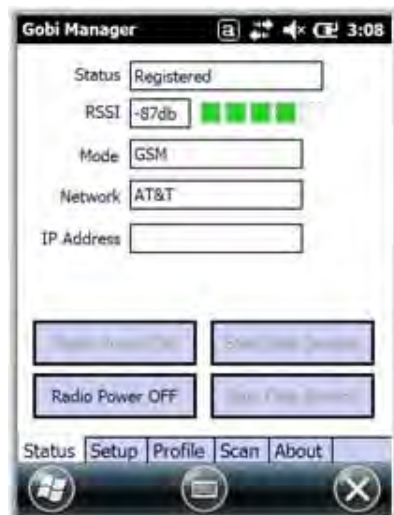 Gobi Manager 3:08
Status Registered
RSSI -87db
Mode GSM
Network AT&T
IP Address
Radio Power OFF
Status Setup Profile Scan About